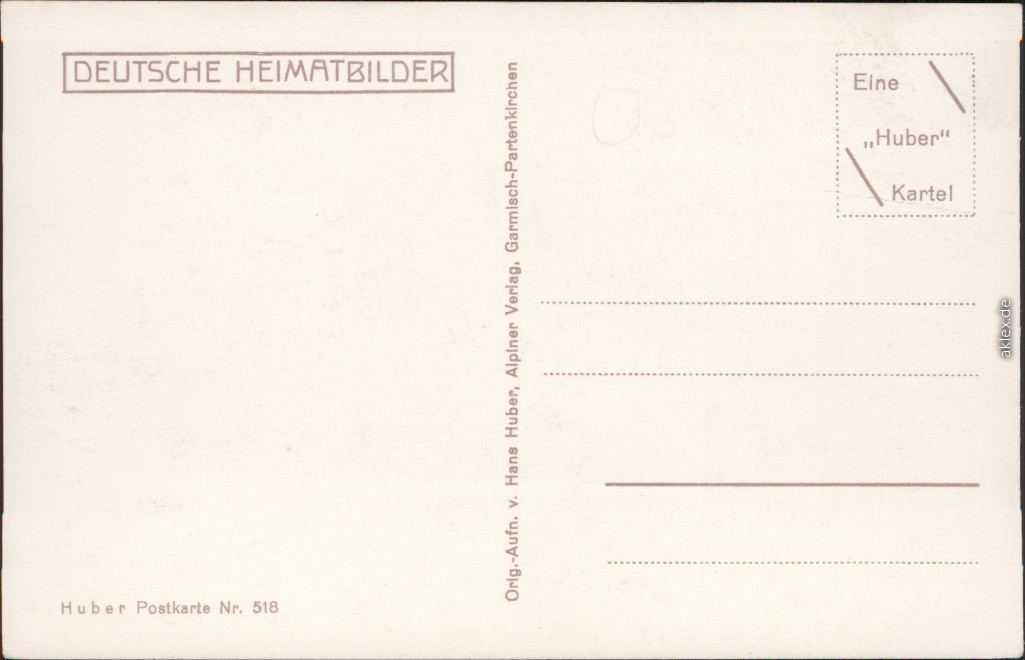 DEUTSCHE HEIMATBILDER
Huber Postkarte Nr. 518
Orig.-Aufn. v. Hans Huber, Alpiner Verlag, Garmisch-Partenkirchen
Eine
„Huber“
Kartel
aklex.de